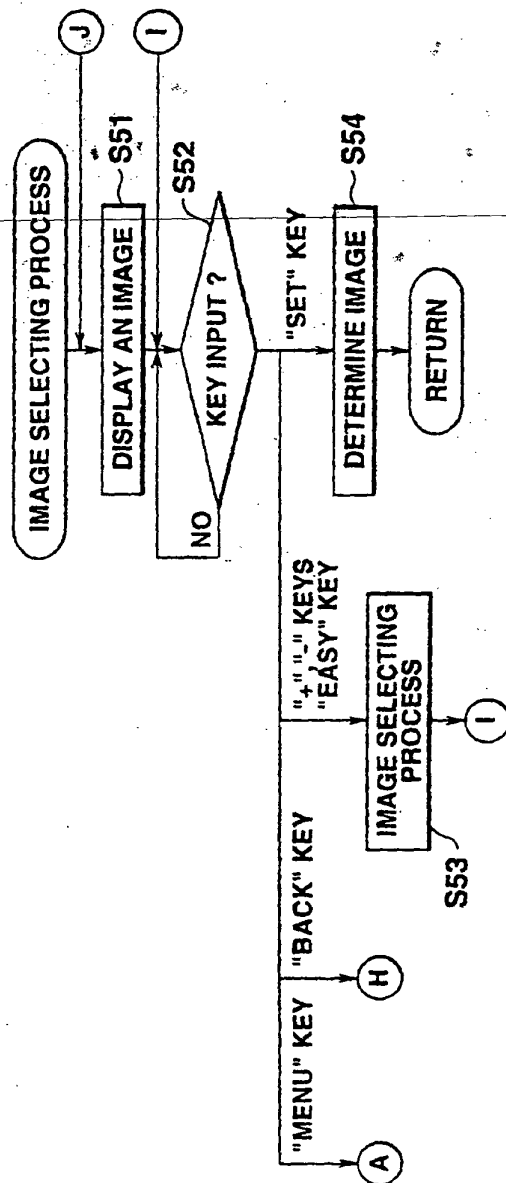 IMAGE SELECTING PROCESS
J
DISPLAY AN IMAGE
S51
I
KEY INPUT ?
S52
NO
"MENU" KEY
"BACK" KEY
"+" "-" KEYS
"EASY" KEY
"SET" KEY
A
H
IMAGE SELECTING
PROCESS
S53
I
DETERMINE IMAGE
S54
RETURN